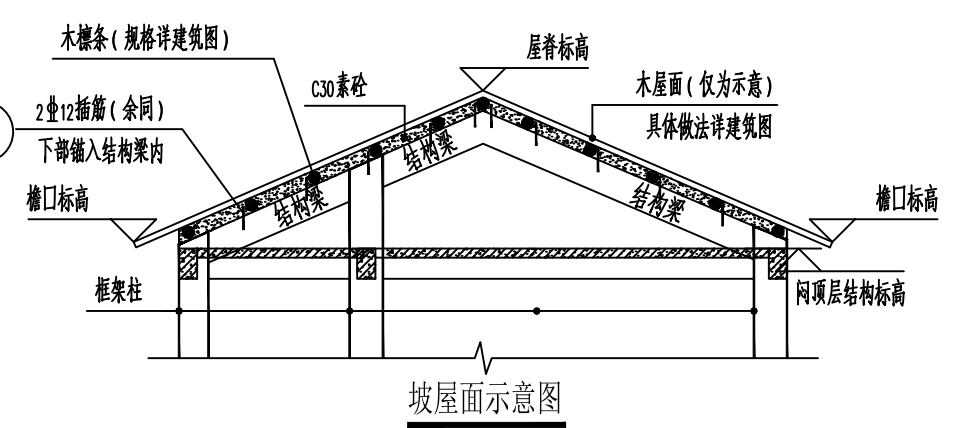 木檩条(规格详建筑图)
屋脊标高
C30素砼
木屋面(仅为示意)
具体做法详建筑图
2Φ12插筋(余同)
下部锚入结构梁内
结构梁
檐口标高
结构梁
结构梁
檐口标高
框架柱
闷顶层结构标高
坡屋面示意图